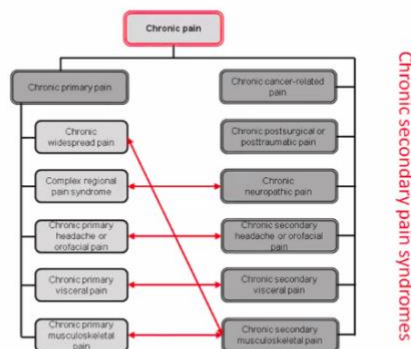 Chronic pain
Chronic primary pain
Chronic
widespread pain
Complex regional
pain syndrome
Chronic primary
headache or
orofacial pain
Chronic primary
visceral pain
Chronic primary
musculoskeletal
pain
Chronic cancer-related
pain
Chronic postsurgical or
posttraumatic pain
Chronic
neuropathic pain
Chronic secondary
headache or orofacial
pain
Chronic secondary
visceral pain
Chronic secondary
musculoskeletal pain
Chronic secondary pain syndromes